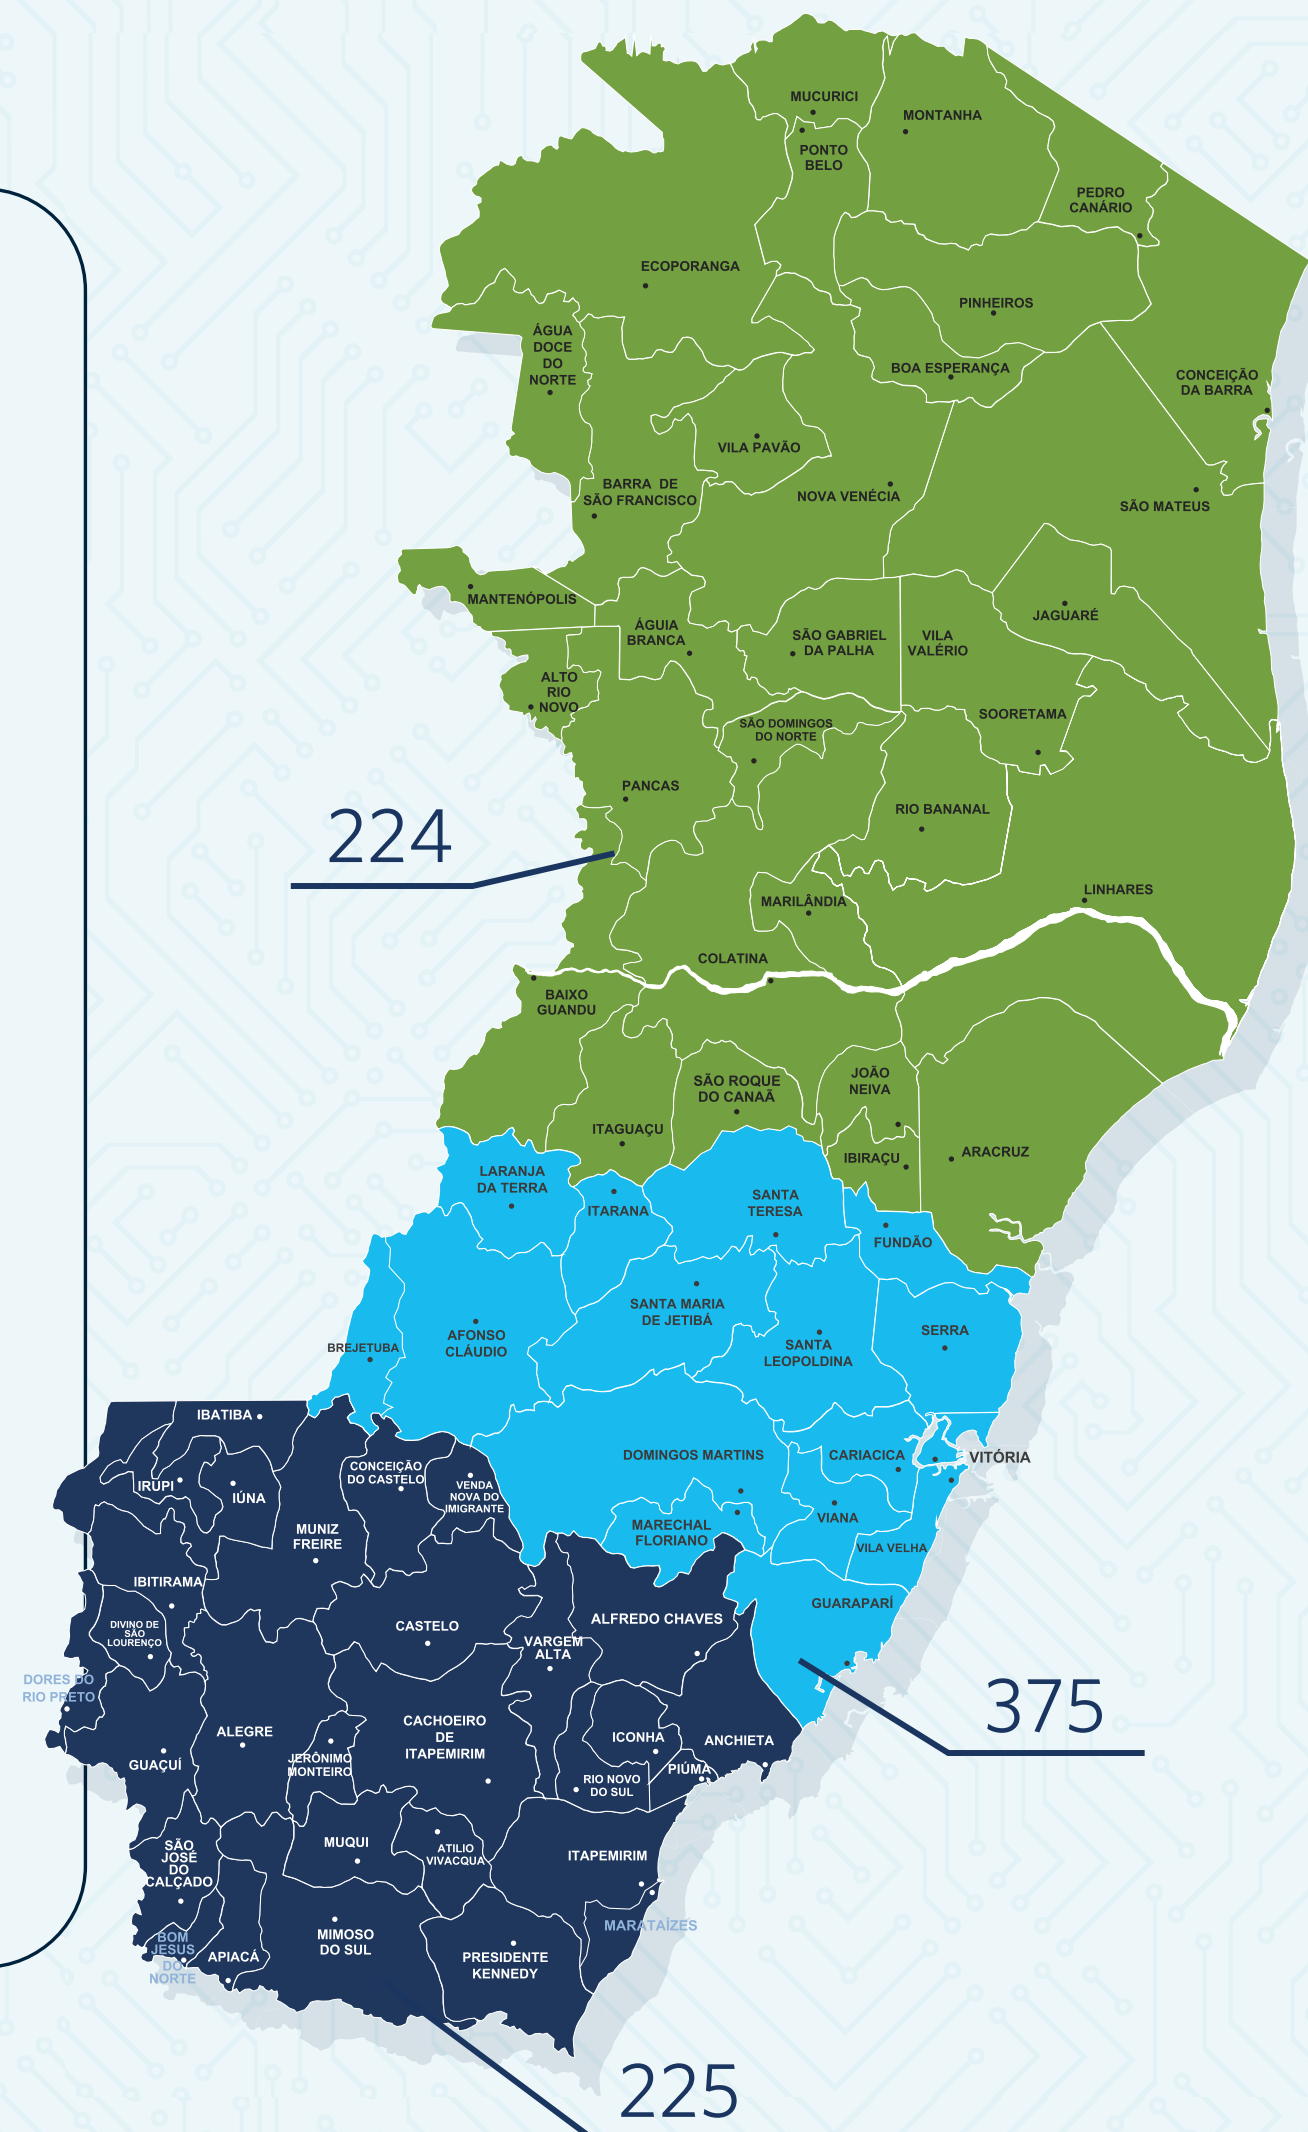 MUCURICI
MONTANHA
PONTO
BELO
PEDRO
CANÁRIO
ECOPORANGA
PINHEIROS
ÁGUA
DOCE
DO
NORTE
BOA ESPERANÇA
CONCEIÇÃO
DA BARRA
VILA PAVÃO
BARRA DE
SÃO FRANCISCO
NOVA VENÉCIA
SÃO MATEUS
MANTENÓPOLIS
JAGUARÉ
ÁGUIA
BRANCA
SÃO GABRIEL
DA PALHA
VILA
VALÉRIO
ALTO
RIO
NOVO
SOORETAMA
SÃO DOMINGOS
DO NORTE
PANCAS
RIO BANANAL
224
LINHARES
MARILÂNDIA
COLATINA
BAIXO
GUANDU
JOÃO
NEIVA
SÃO ROQUE
DO CANAÃ
ITAGUAÇU
IBIRAÇU
ARACRUZ
LARANJA
DA TERRA
ITARANA
SANTA
TERESA
FUNDÃO
SANTA MARIA
DE JETIBÁ
AFONSO
CLÁUDIO
BREJETUBA
SANTA
LEOPOLDINA
SERRA
IBATIBA
DOMINGOS MARTINS
CARIACICA
VITÓRIA
CONCEIÇÃO
DO CASTELO
IRUPI
IÚNA
VENDA
NOVA DO
IMIGRANTE
MUNIZ
FREIRE
MARECHAL
FLORIANO
VIANA
VILA VELHA
IBITIRAMA
GUARAPARÍ
DIVINO DE
SÃO
LOURENÇO
CASTELO
ALFREDO CHAVES
VARGEM
ALTA
DORES DO
RIO PRETO
375
ALEGRE
CACHOEIRO
DE
ITAPEMIRIM
ICONHA
ANCHIETA
GUAÇUÍ
JERÔNIMO
MONTEIRO
PIÚMA
RIO NOVO
DO SUL
SÃO
JOSÉ
DO
CALÇADO
MUQUI
ATILIO
VIVACQUA
ITAPEMIRIM
MARATAÍZES
BOM
JESUS
DO
NORTE
APIACÁ
MIMOSO
DO SUL
PRESIDENTE
KENNEDY
225